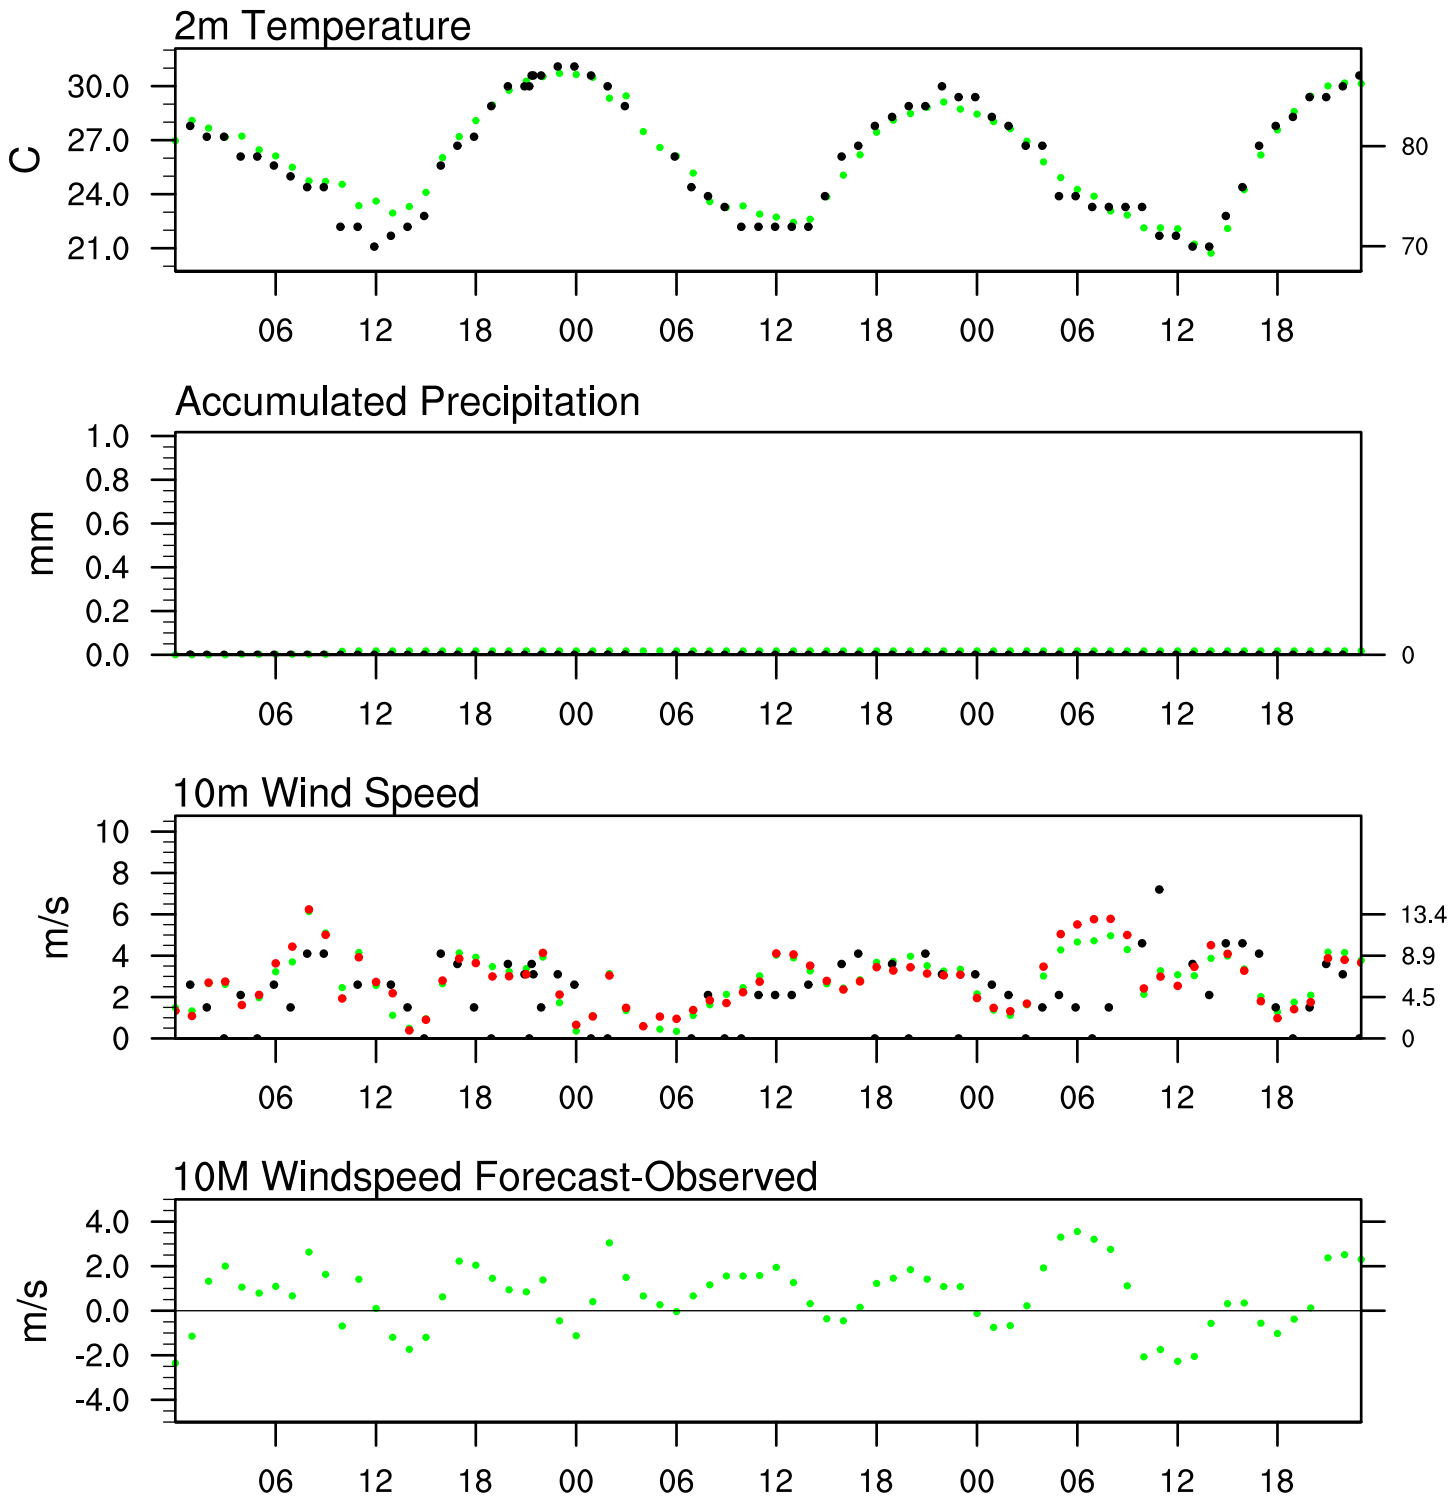 2m Temperature
C
30.0
27.0
24.0
21.0
80
70
06 12 18 00 06 12 18 00 06 12 18
Accumulated Precipitation
mm
1.0
0.8
0.6
0.4
0.2
0.0
0
06 12 18 00 06 12 18 00 06 12 18
10m Wind Speed
m/s
10
8
6
4
2
0
13.4
8.9
4.5
0
06 12 18 00 06 12 18 00 06 12 18
10M Windspeed Forecast-Observed
m/s
4.0
2.0
0.0
-2.0
-4.0
06 12 18 00 06 12 18 00 06 12 18